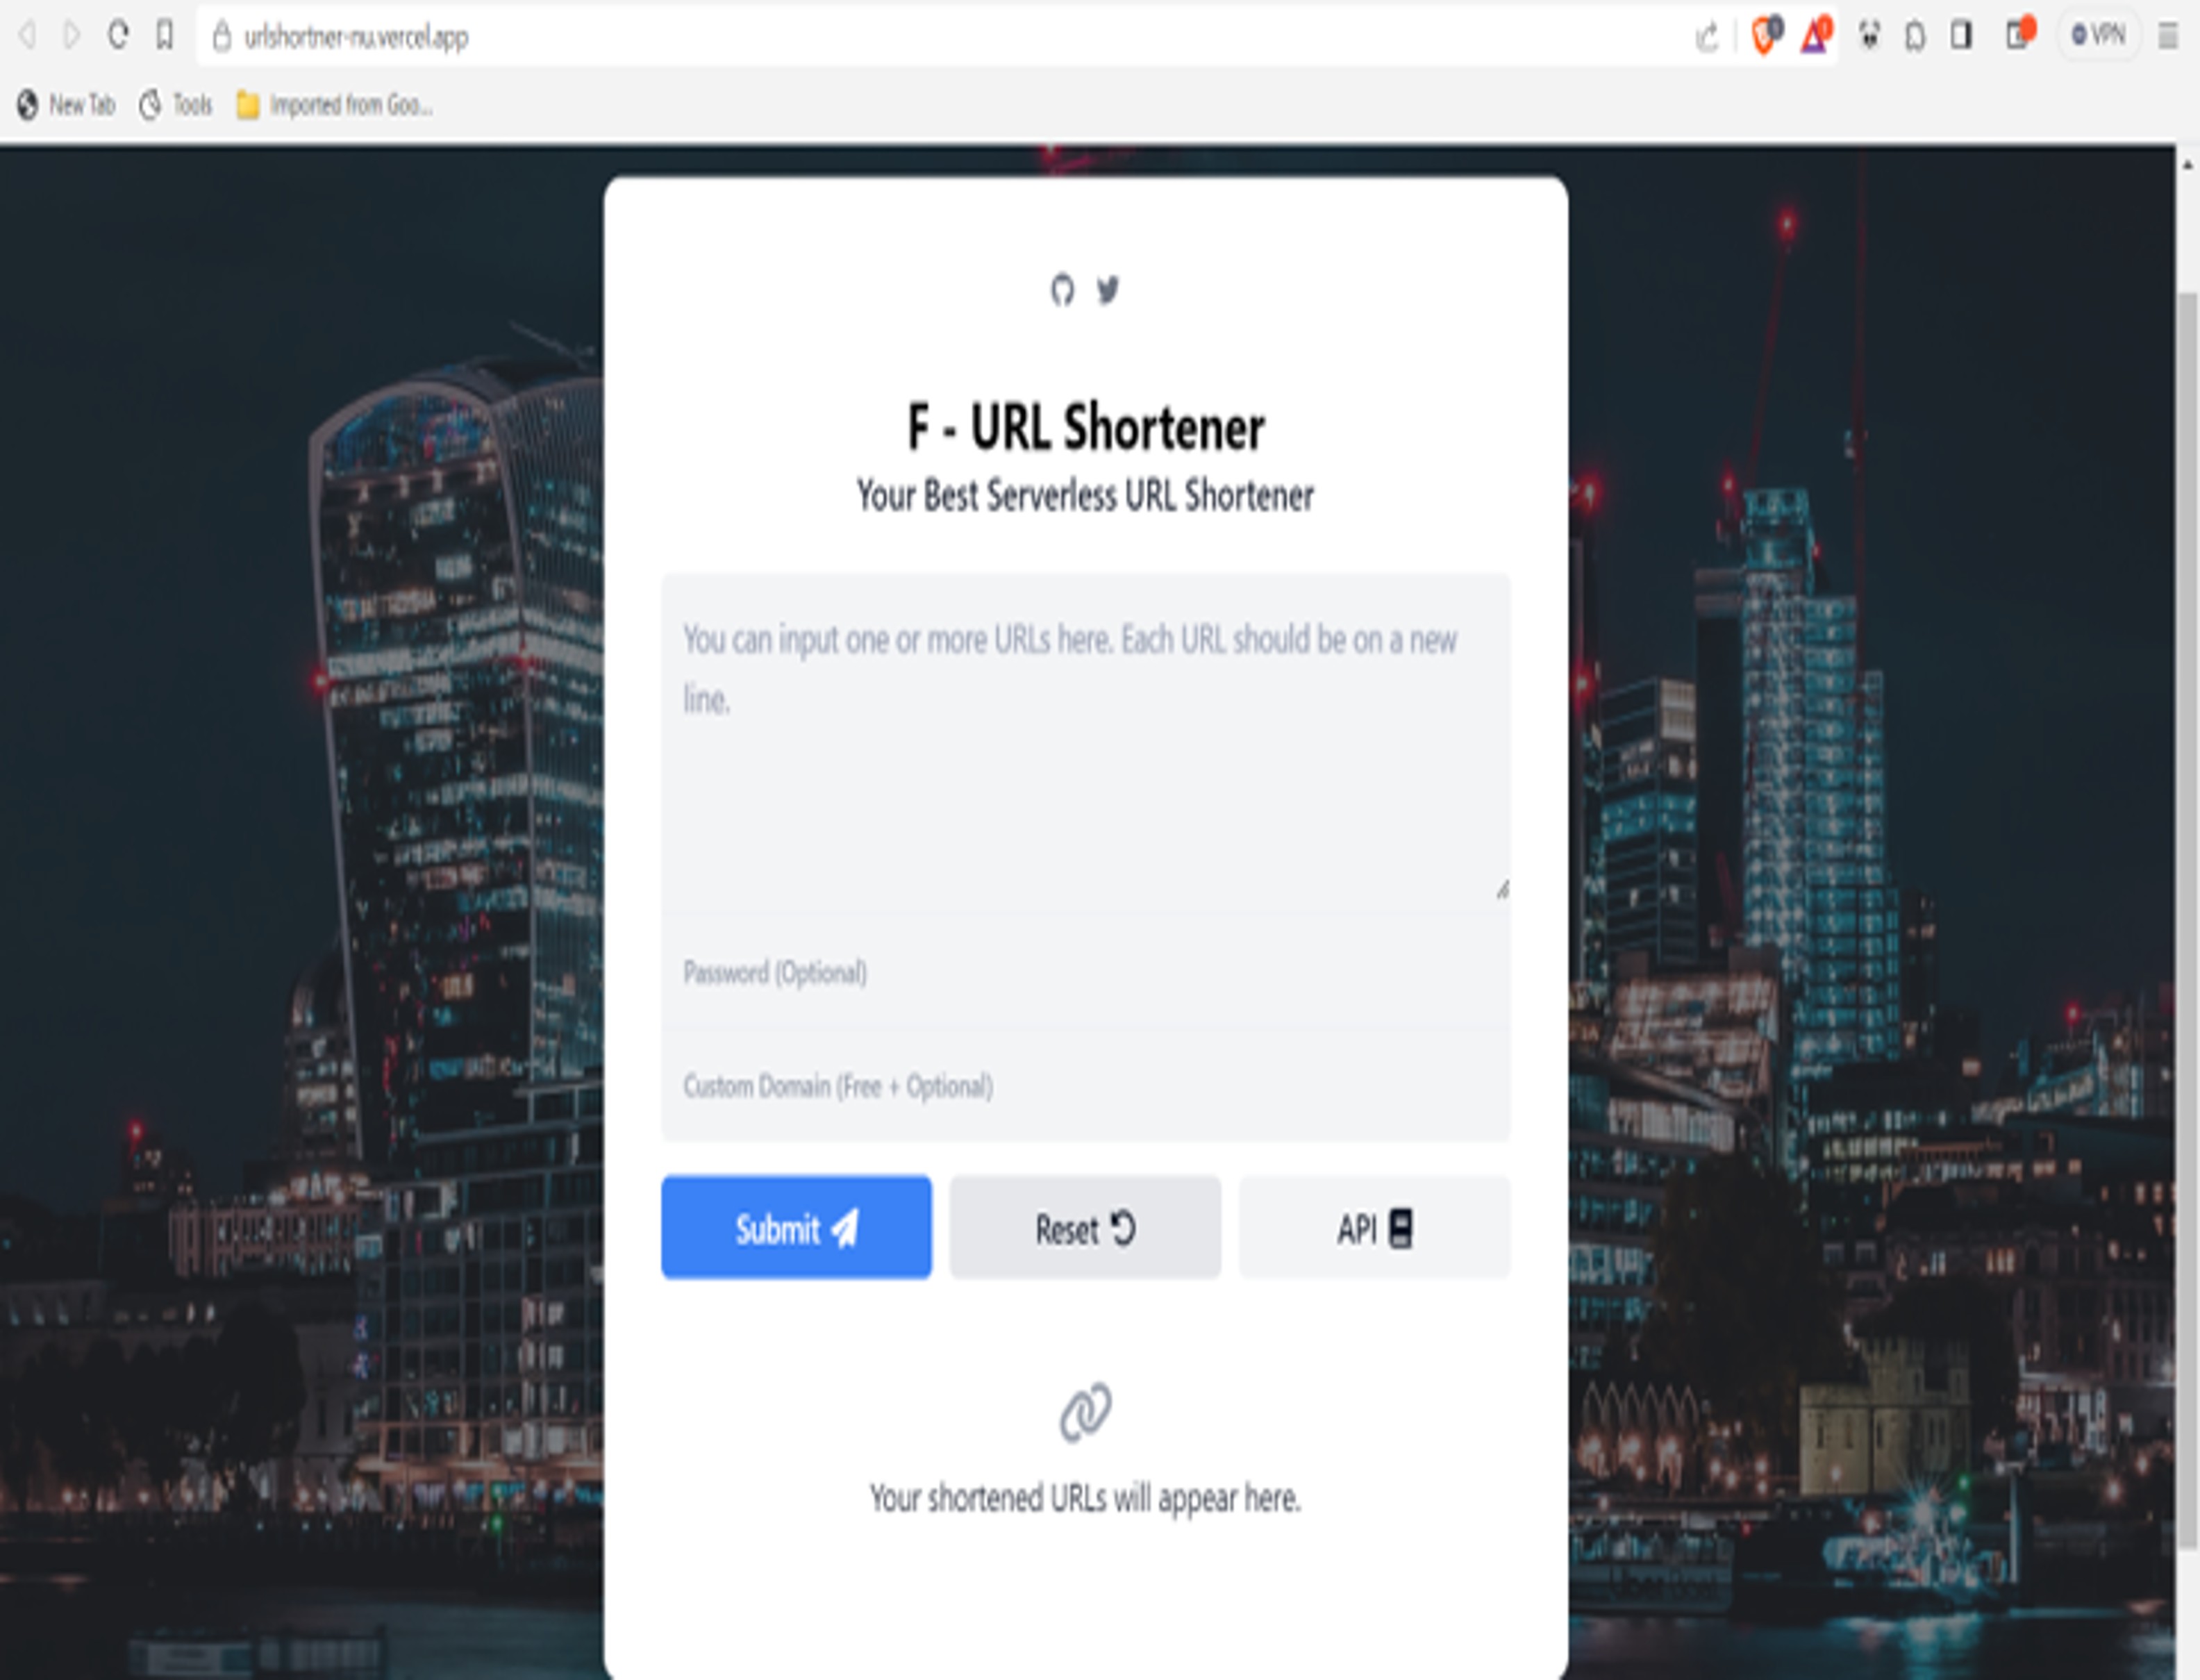 urlshortner-nu.vercel.app
VPN
New Tab
Tools
Imported from Goo...
F - URL Shortener
Your Best Serverless URL Shortener
You can input one or more URLs here. Each URL should be on a new
line.
Password (Optional)
Custom Domain (Free + Optional)
Submit
Reset
API
Your shortened URLs will appear here.